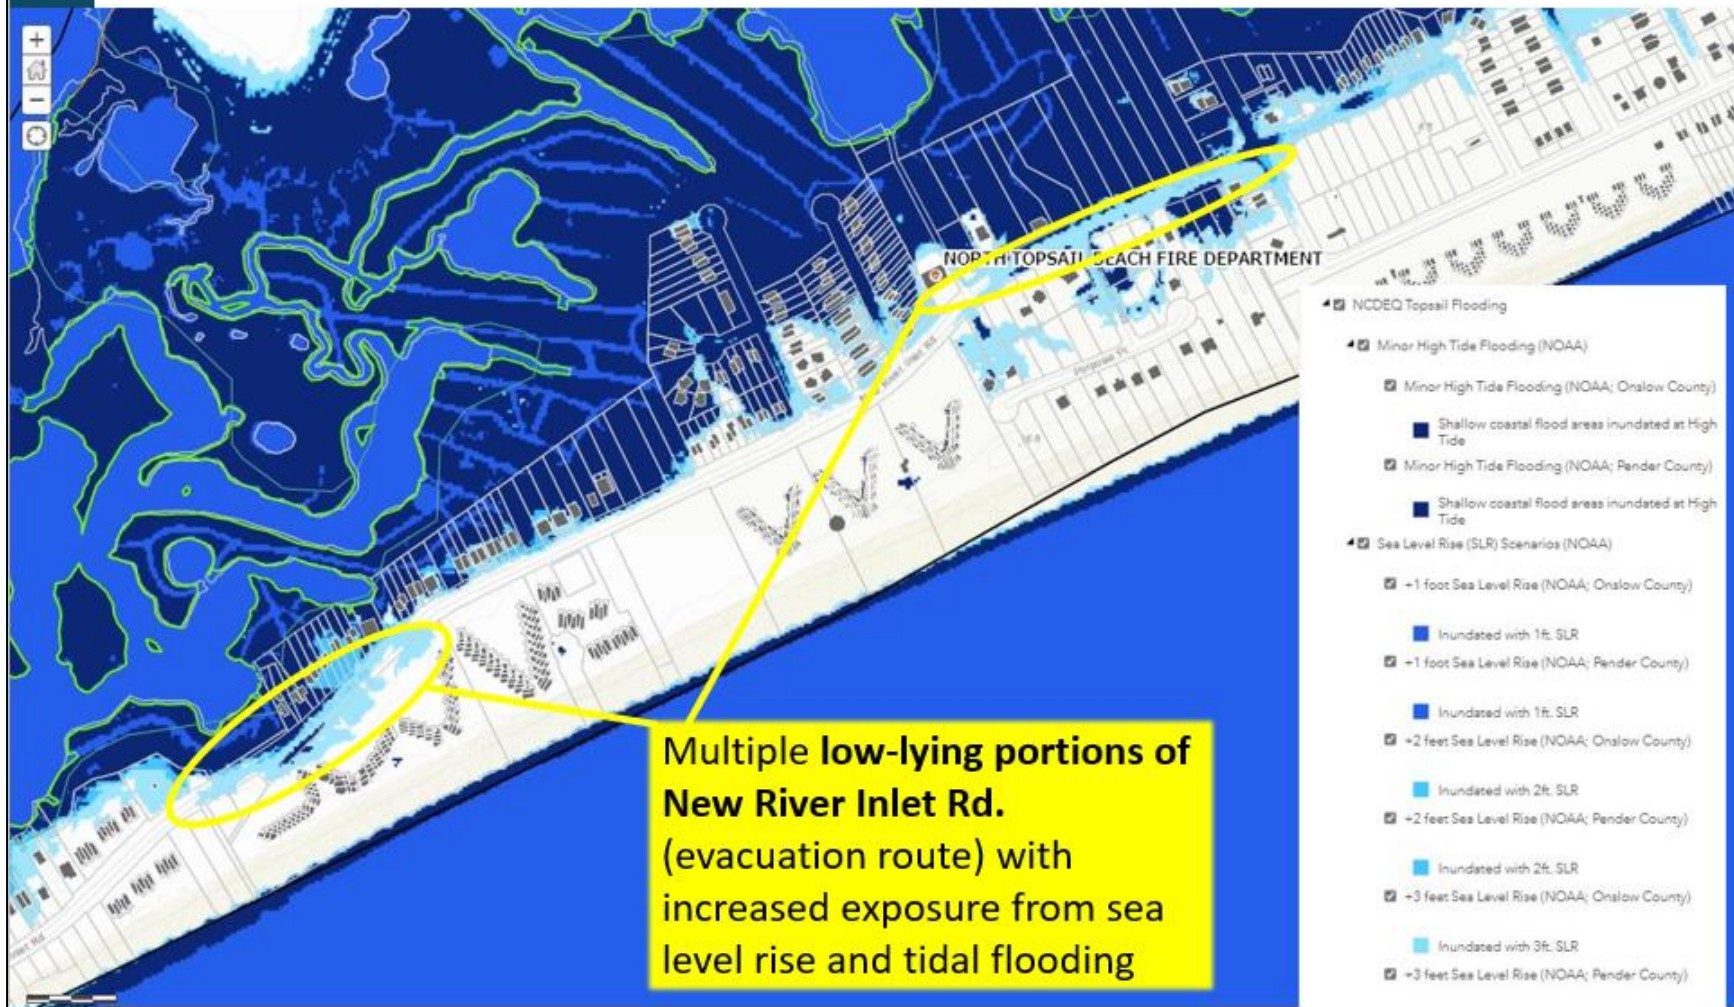 +
−
NORTH TOPSAIL BEACH FIRE DEPARTMENT
New River Inlet Rd
Inlet Rd
Multiple low-lying portions of
New River Inlet Rd.
(evacuation route) with
increased exposure from sea
level rise and tidal flooding
NCDEQ Topsail Flooding
Minor High Tide Flooding (NOAA)
Minor High Tide Flooding (NOAA; Onslow County)
Shallow coastal flood areas inundated at High
Tide
Minor High Tide Flooding (NOAA; Pender County)
Shallow coastal flood areas inundated at High
Tide
Sea Level Rise (SLR) Scenarios (NOAA)
+1 foot Sea Level Rise (NOAA; Onslow County)
Inundated with 1ft. SLR
+1 foot Sea Level Rise (NOAA; Pender County)
Inundated with 1ft. SLR
+2 feet Sea Level Rise (NOAA; Onslow County)
Inundated with 2ft. SLR
+2 feet Sea Level Rise (NOAA; Pender County)
Inundated with 2ft. SLR
+3 feet Sea Level Rise (NOAA; Onslow County)
Inundated with 3ft. SLR
+3 feet Sea Level Rise (NOAA; Pender County)